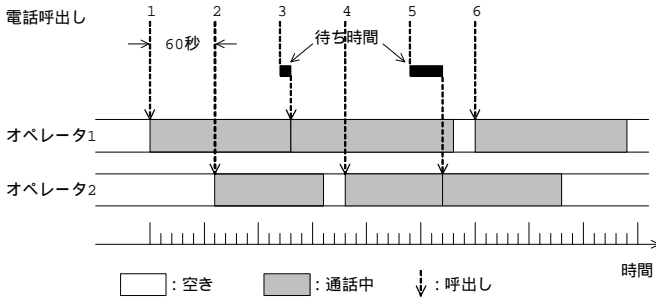 電話呼出し 1 2 3 4 5 6
60秒
待ち時間
オペレータ1
オペレータ2
時間
:空き :通話中 :呼出し